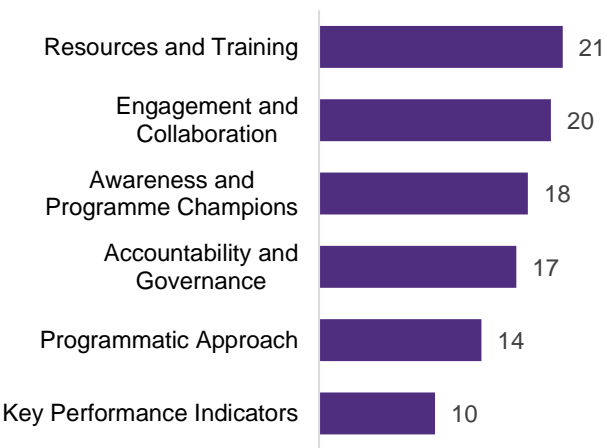 Resources and Training
21
Engagement and
Collaboration
20
Awareness and
Programme Champions
18
Accountability and
Governance
17
Programmatic Approach
14
Key Performance Indicators
10